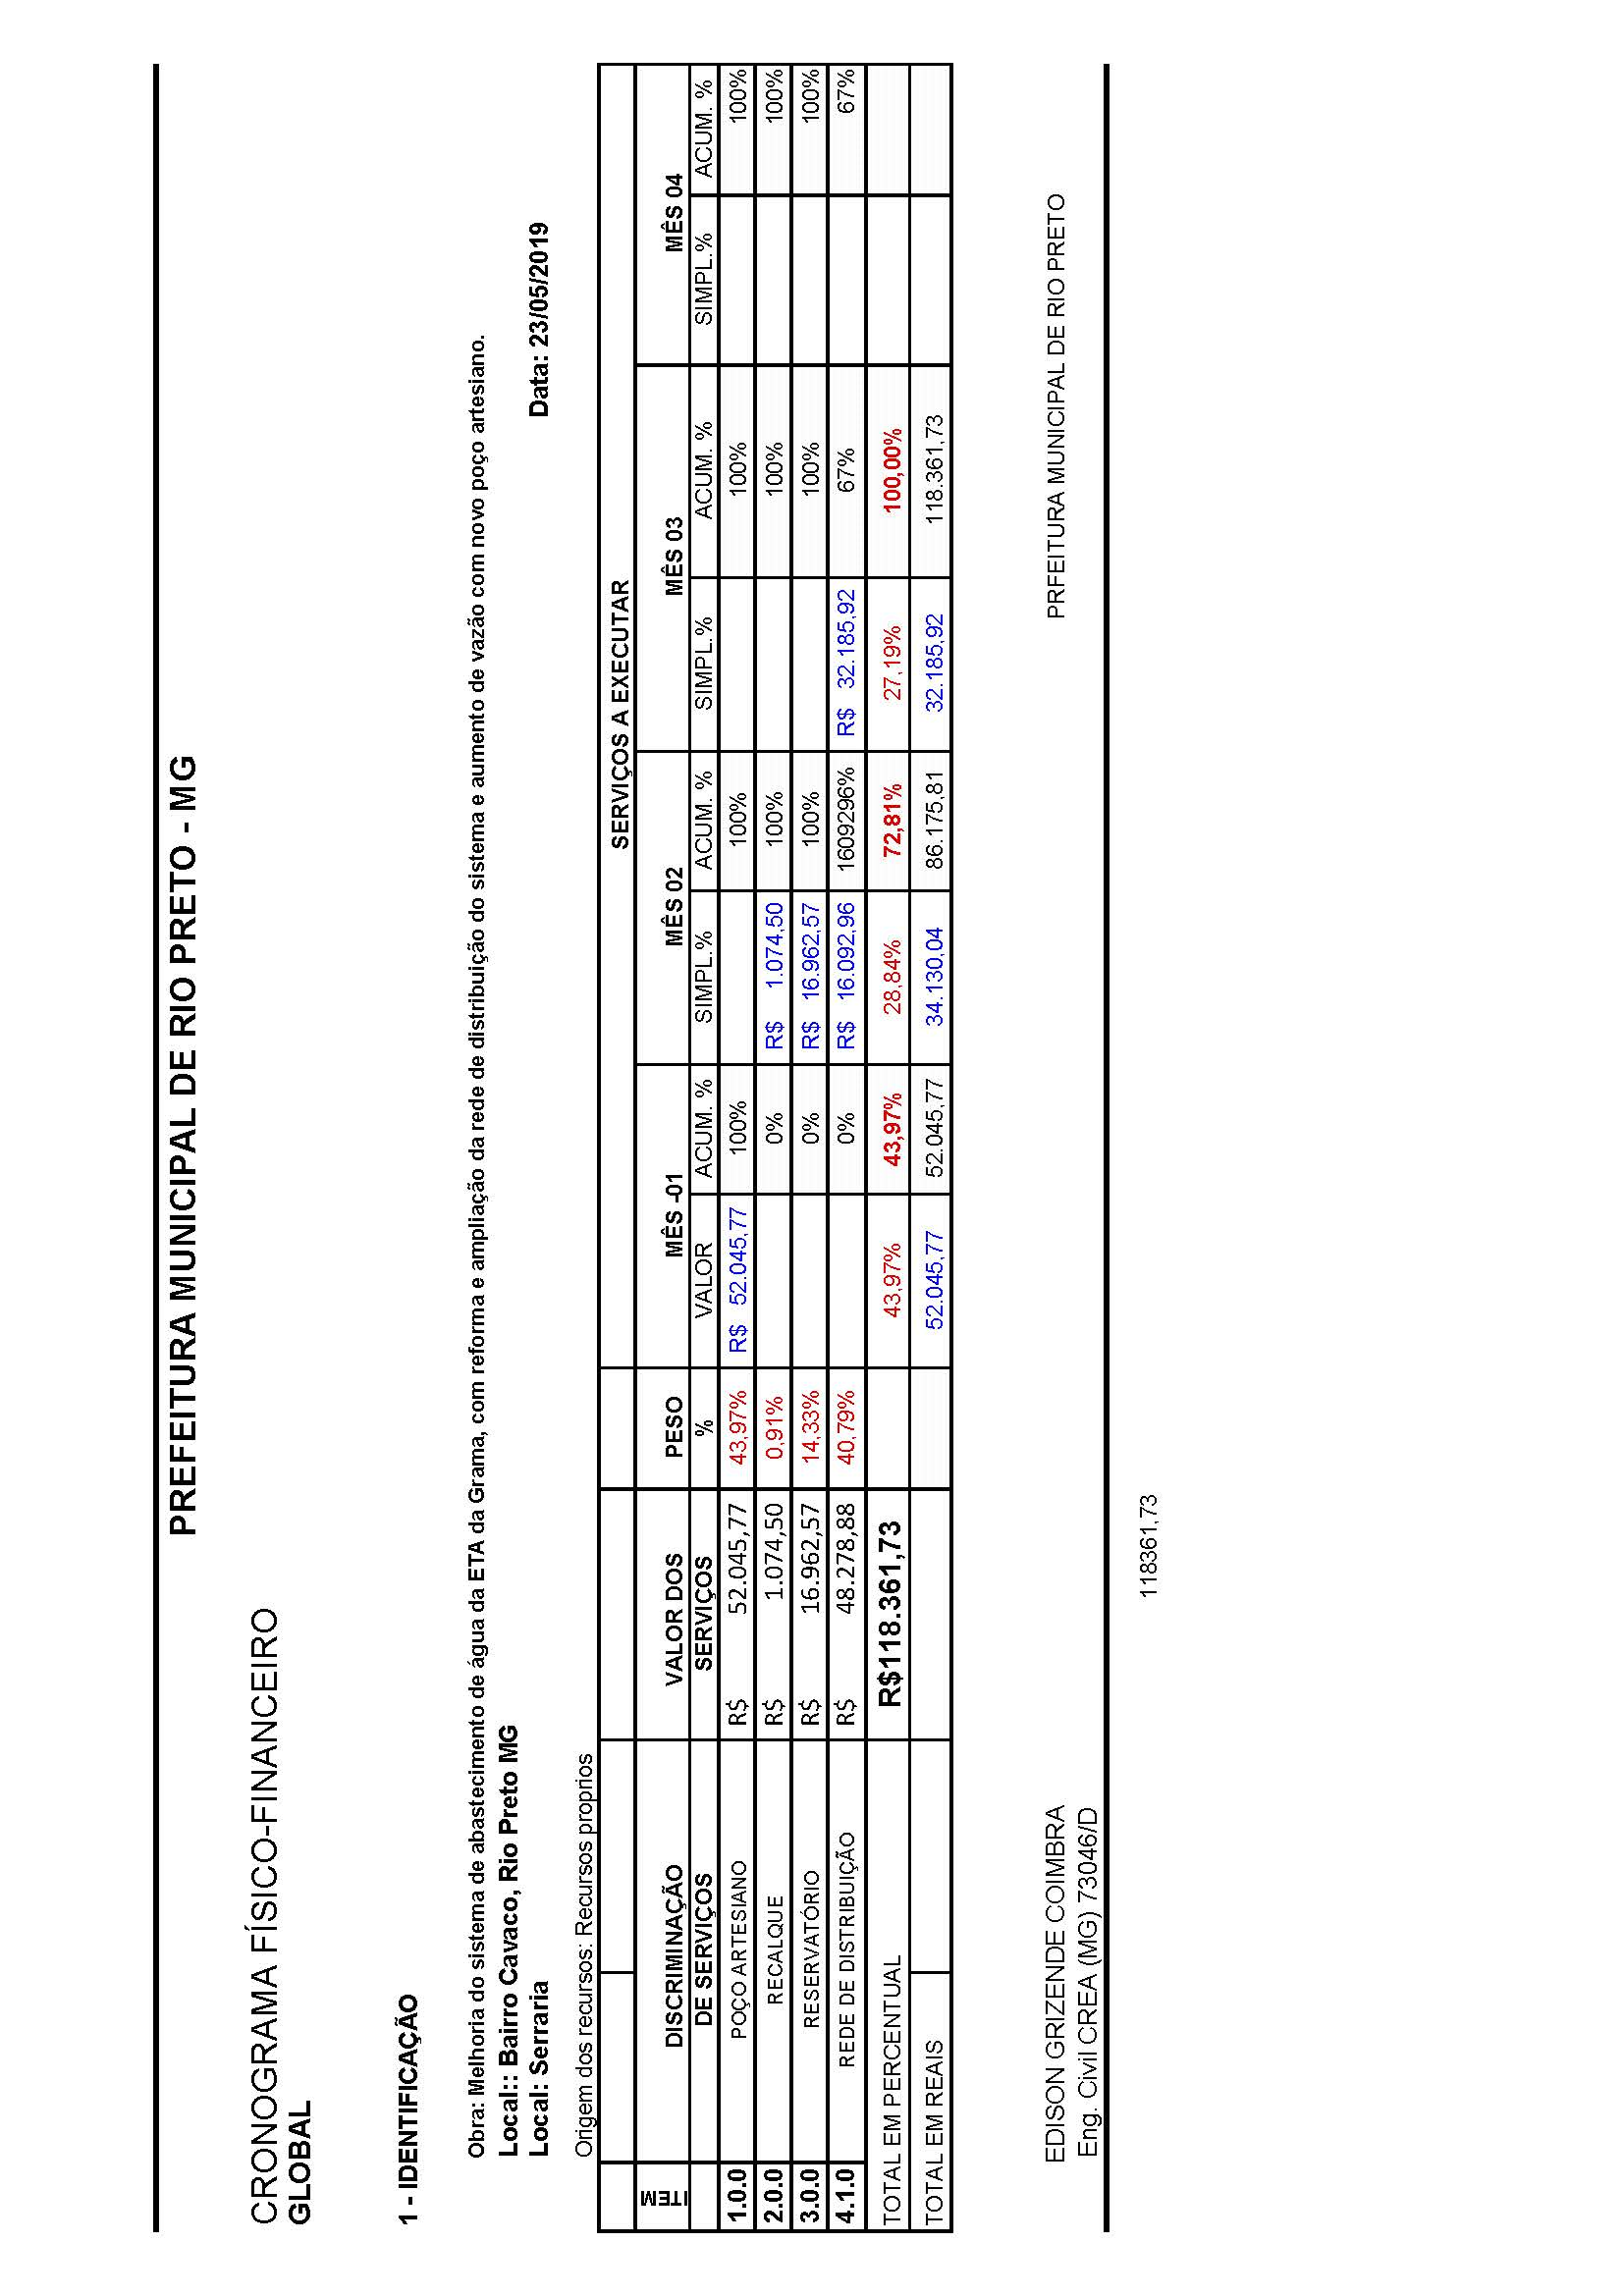 PREFEITURA MUNICIPAL DE RIO PRETO - MG
CRONOGRAMA FÍSICO-FINANCEIRO
GLOBAL
1 - IDENTIFICAÇÃO
Obra: Melhoria do sistema de abastecimento de água da ETA da Grama, com reforma e ampliação da rede de distribuição do sistema e aumento de vazão com novo poço artesiano.
Local:: Bairro Cavaco, Rio Preto MG
Local: Serraria Data: 23/05/2019
Origem dos recursos: Recursos proprios
SERVIÇOS A EXECUTAR
ITEM DISCRIMINAÇÃO VALOR DOS PESO MÊS -01 MÊS 02 MÊS 03 MÊS 04
DE SERVIÇOS SERVIÇOS % VALOR ACUM. % SIMPL.% ACUM. % SIMPL.% ACUM. % SIMPL.% ACUM. %
1.0.0 POÇO ARTESIANO R$ 52.045,77 43,97% R$ 52.045,77 100% 100% 100% 100%
2.0.0 RECALQUE R$ 1.074,50 0,91% 0% R$ 1.074,50 100% 100% 100%
3.0.0 RESERVATÓRIO R$ 16.962,57 14,33% 0% R$ 16.962,57 100% 100% 100%
4.1.0 REDE DE DISTRIBUIÇÃO R$ 48.278,88 40,79% 0% R$ 16.092,96 1609296% R$ 32.185,92 67% 67%
TOTAL EM PERCENTUAL R$118.361,73 43,97% 43,97% 28,84% 72,81% 27,19% 100,00%
TOTAL EM REAIS 52.045,77 52.045,77 34.130,04 86.175,81 32.185,92 118.361,73
EDISON GRIZENDE COIMBRA PRFEITURA MUNICIPAL DE RIO PRETO
Eng. Civil CREA (MG) 73046/D
118361,73